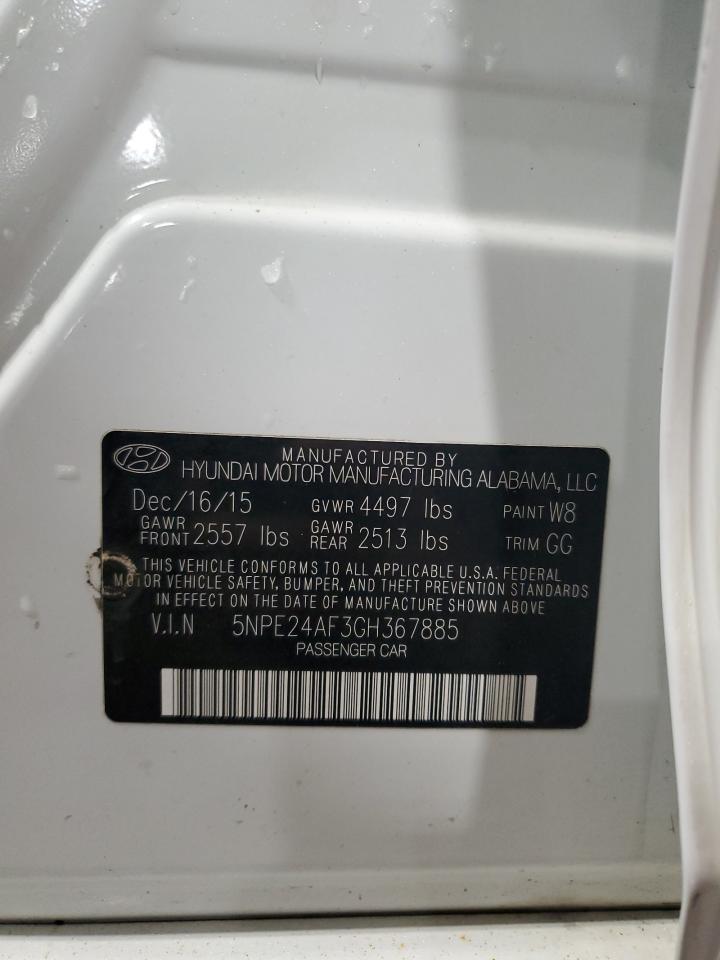 MANUFACTURED BY
HYUNDAI MOTOR MANUFACTURING ALABAMA, LLC
Dec/16/15 GVWR 4497 lbs PAINT W8
GAWR FRONT 2557 lbs GAWR REAR 2513 lbs TRIM GG
THIS VEHICLE CONFORMS TO ALL APPLICABLE U.S.A. FEDERAL
MOTOR VEHICLE SAFETY, BUMPER, AND THEFT PREVENTION STANDARDS
IN EFFECT ON THE DATE OF MANUFACTURE SHOWN ABOVE
V.I.N 5NPE24AF3GH367885
PASSENGER CAR